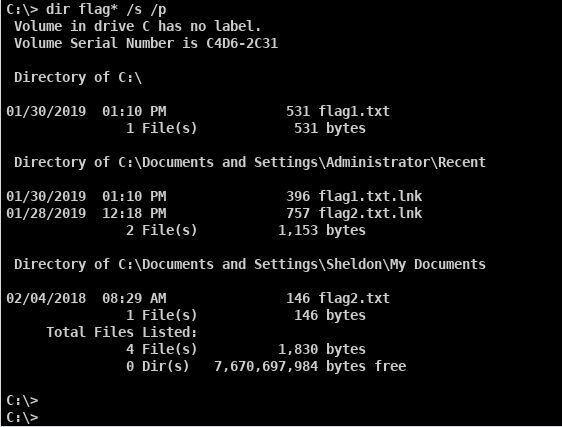 C:\> dir flag* /s /p
 Volume in drive C has no label.
 Volume Serial Number is C4D6-2C31

 Directory of C:\

01/30/2019  01:10 PM               531 flag1.txt
               1 File(s)            531 bytes

 Directory of C:\Documents and Settings\Administrator\Recent

01/30/2019  01:10 PM               396 flag1.txt.lnk
01/28/2019  12:18 PM               757 flag2.txt.lnk
               2 File(s)          1,153 bytes

 Directory of C:\Documents and Settings\Sheldon\My Documents

02/04/2018  08:29 AM               146 flag2.txt
               1 File(s)            146 bytes
     Total Files Listed:
               4 File(s)          1,830 bytes
               0 Dir(s)   7,670,697,984 bytes free

C:\>
C:\>